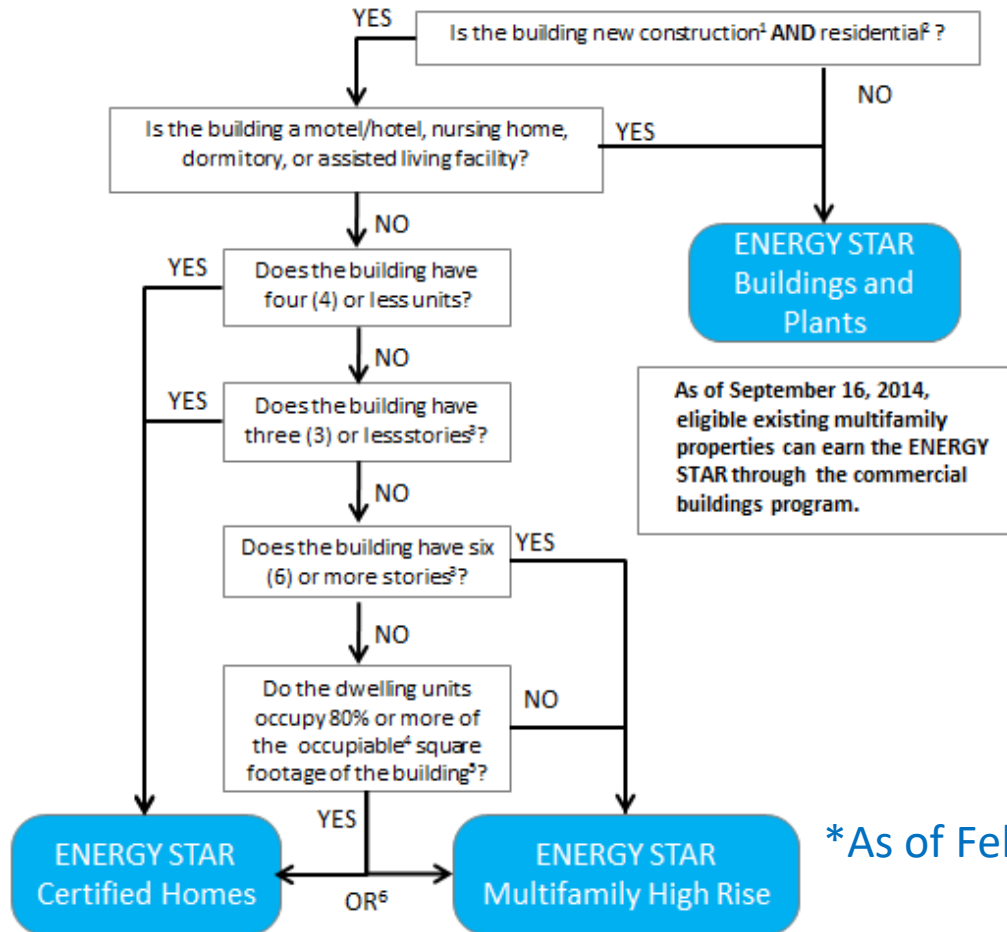 YES
Is the building new construction¹ AND residential² ?
NO
Is the building a motel/hotel, nursing home,
dormitory, or assisted living facility?
YES
NO
ENERGY STAR
Buildings and
Plants
YES
Does the building have
four (4) or less units?
NO
As of September 16, 2014,
eligible existing multifamily
properties can earn the ENERGY
STAR through the commercial
buildings program.
YES
Does the building have
three (3) or less stories³?
NO
Does the building have six
(6) or more stories³?
YES
NO
Do the dwelling units
occupy 80% or more of
the occupiable⁴ square
footage of the building⁵?
NO
YES
ENERGY STAR
Certified Homes
OR⁶
ENERGY STAR
Multifamily High Rise
*As of